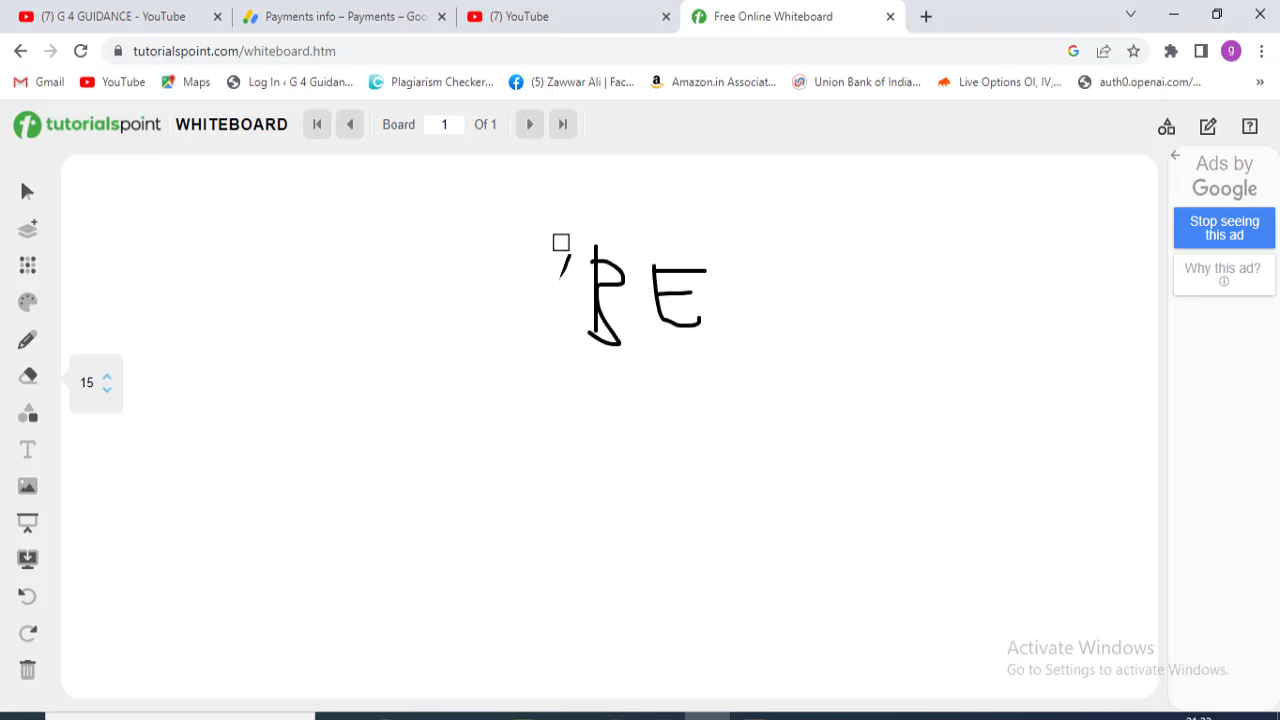 (7) G 4 GUIDANCE - YouTube
Payments info – Payments – Goo
(7) YouTube
Free Online Whiteboard
tutorialspoint.com/whiteboard.htm
g
Gmail
YouTube
Maps
Log In ‹ G 4 Guidan...
Plagiarism Checker...
(5) Zawwar Ali | Fac...
Amazon.in Associat...
Union Bank of India...
Live Options OI, IV,...
auth0.openai.com/...
»
tutorialspoint WHITEBOARD
Board 1 Of 1
Ads by
Google
Stop seeing
this ad
Why this ad?
R E
15
Activate Windows
Go to Settings to activate Windows.